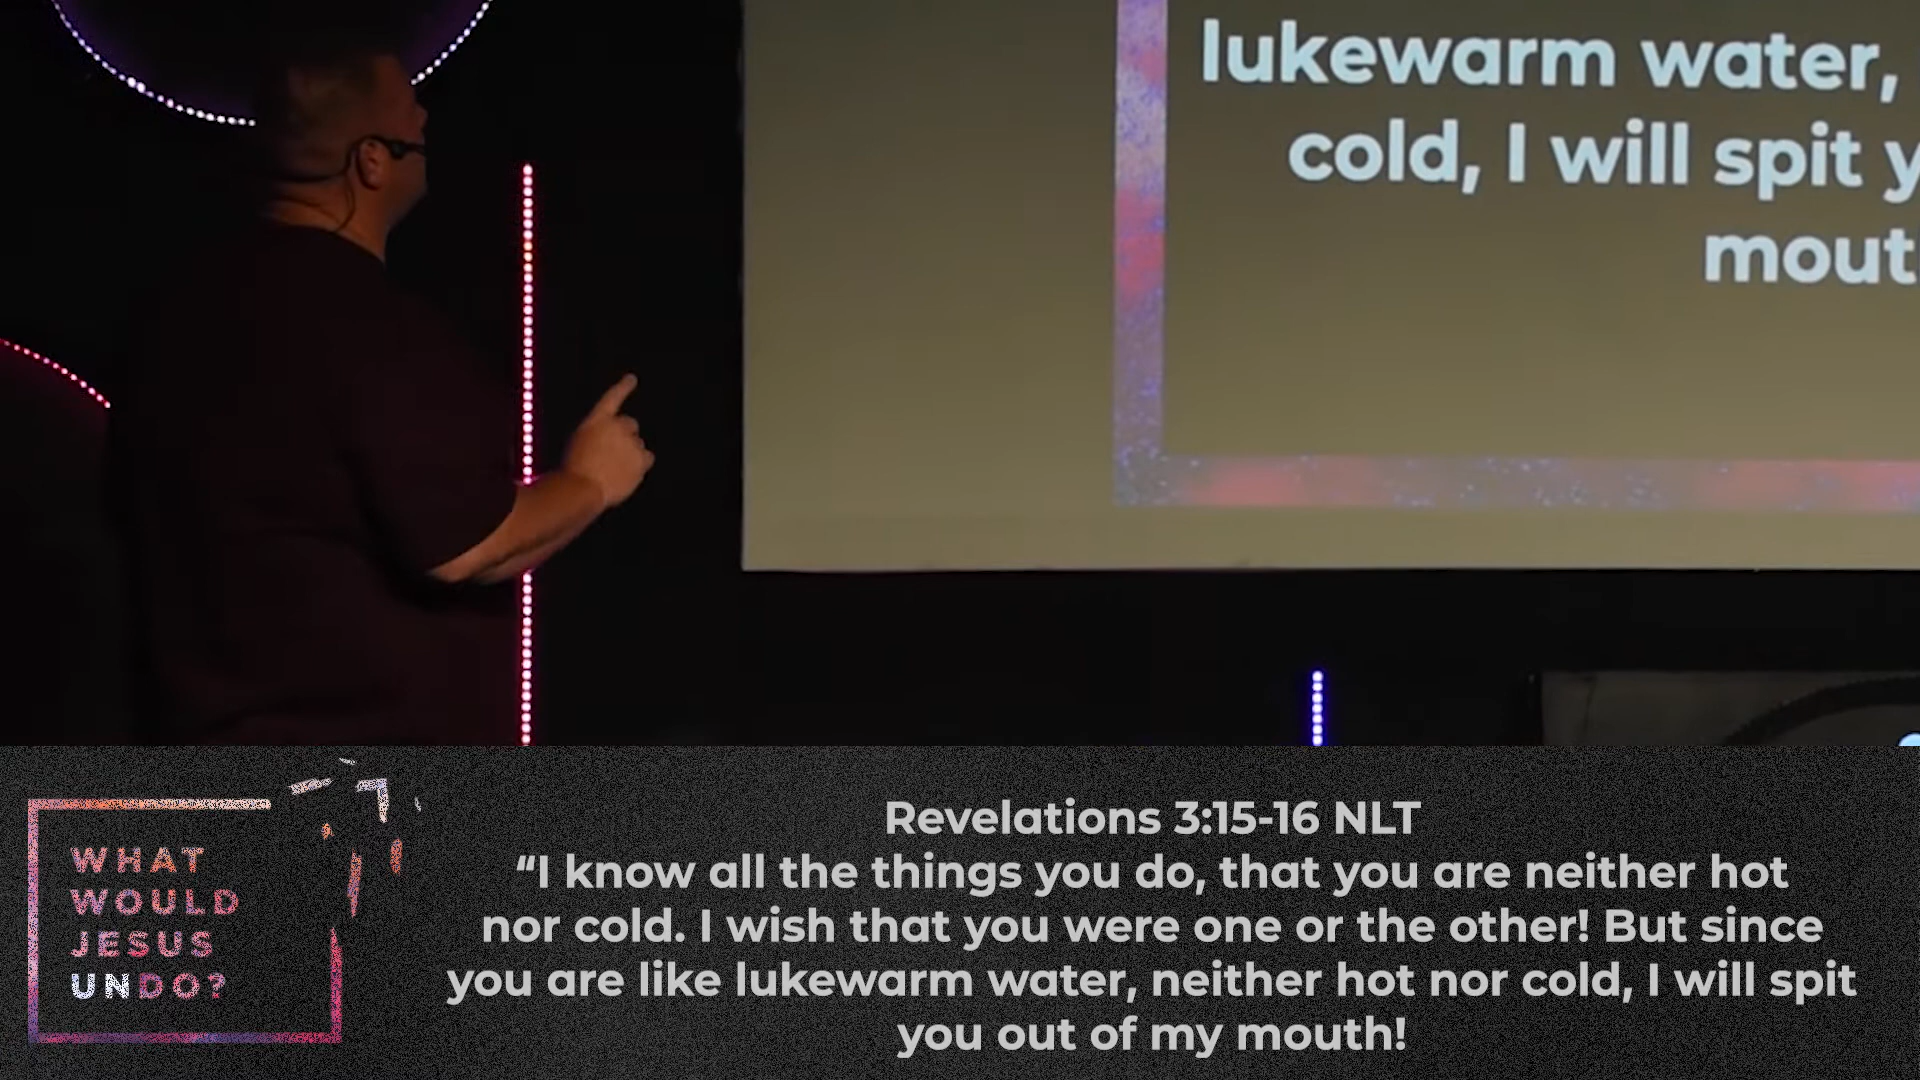 lukewarm water,
cold, I will spit y
mout
WHAT
WOULD
JESUS
UNDO?
Revelations 3:15-16 NLT
“I know all the things you do, that you are neither hot
nor cold. I wish that you were one or the other! But since
you are like lukewarm water, neither hot nor cold, I will spit
you out of my mouth!